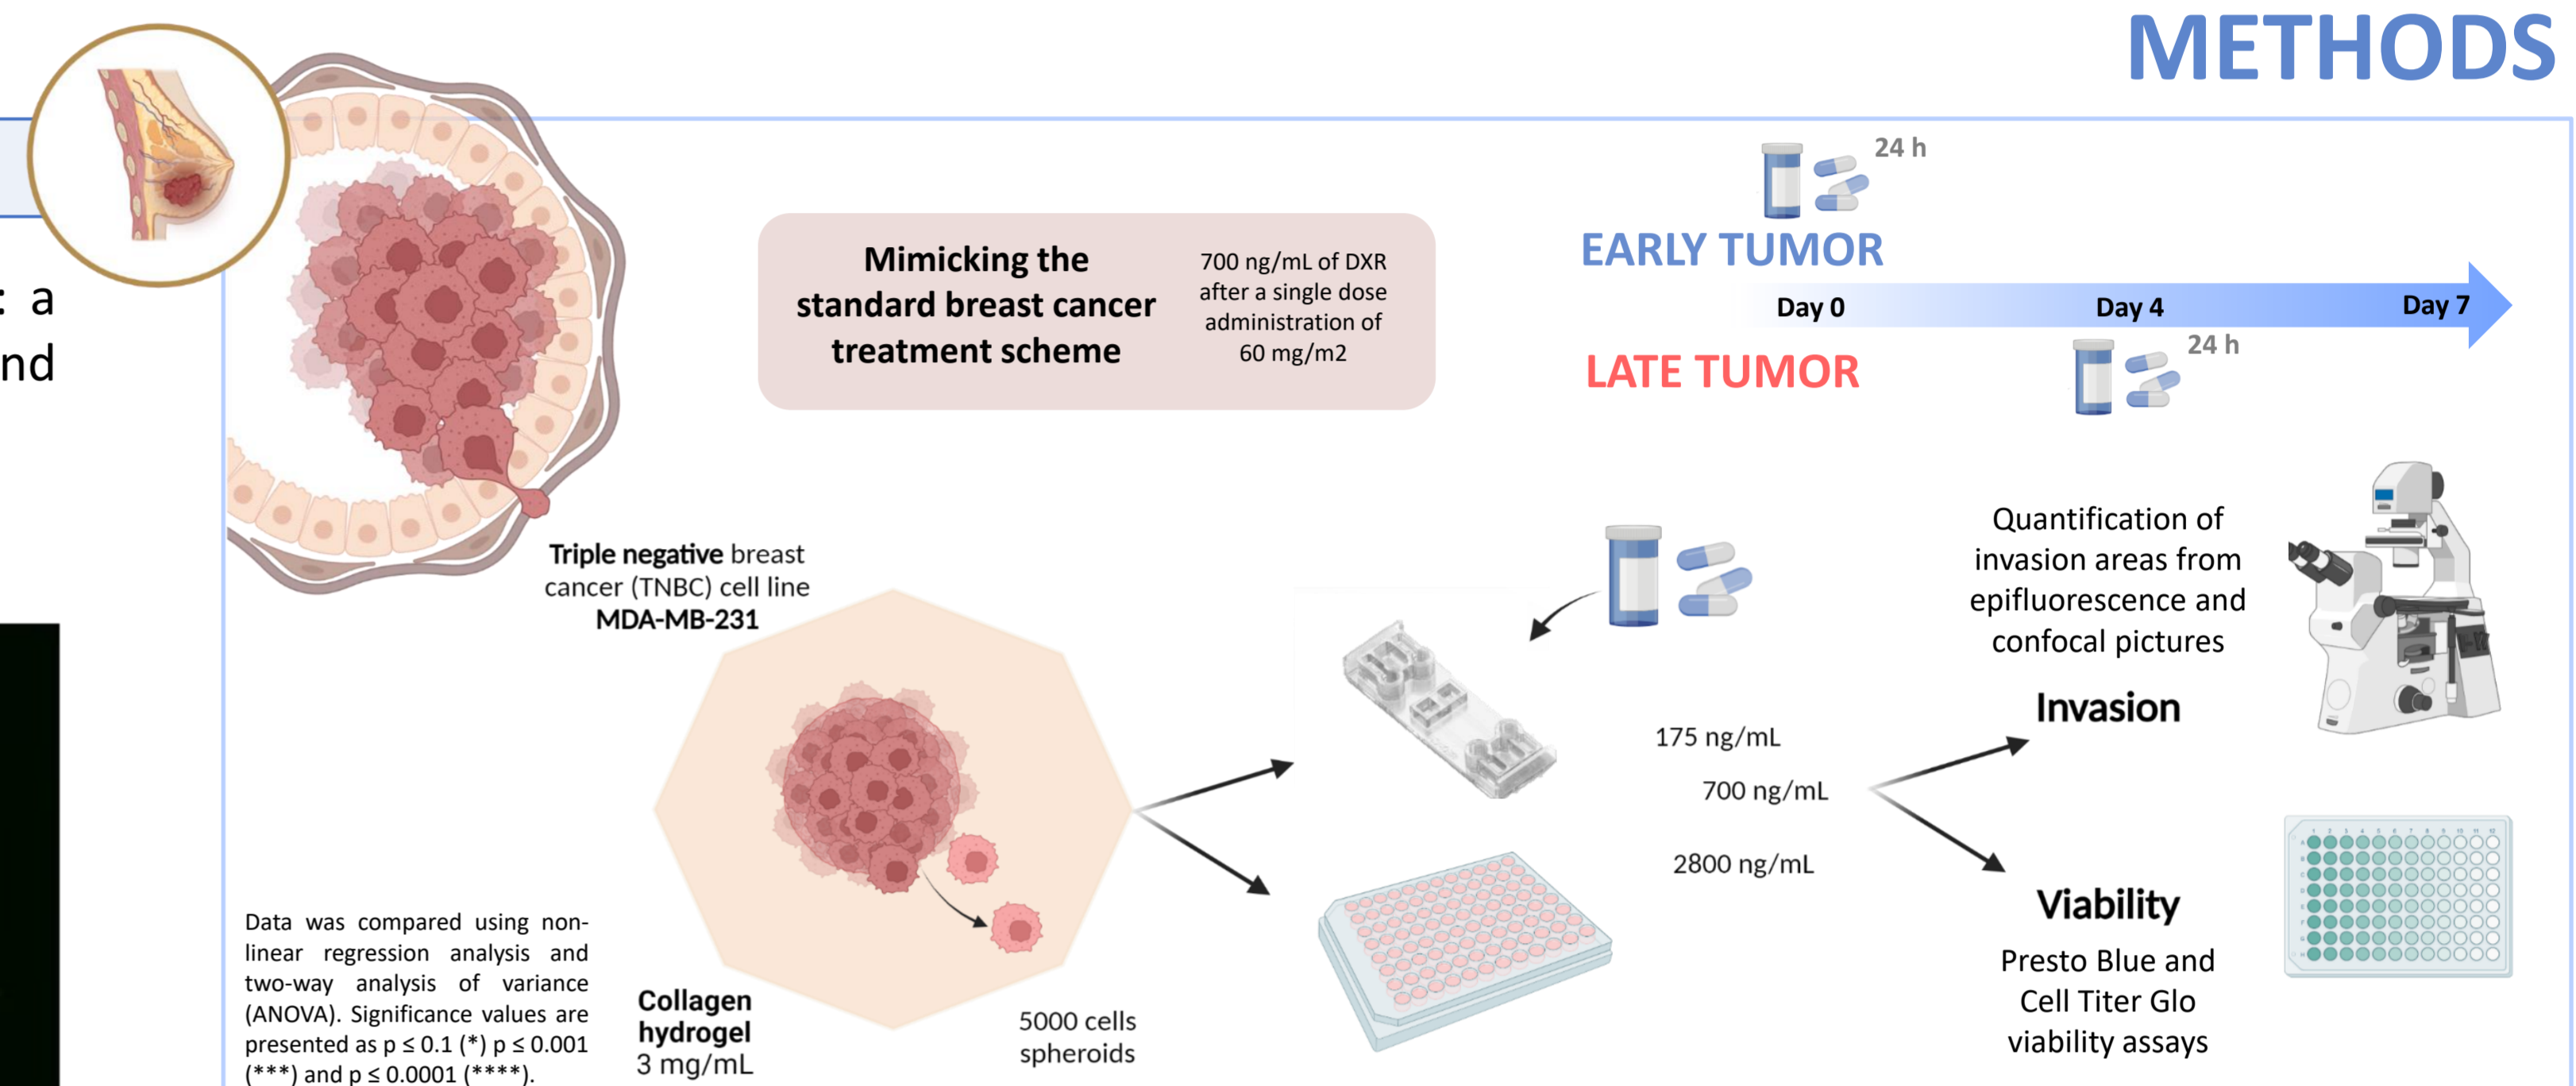 METHODS
: a
nd
Mimicking the
standard breast cancer
treatment scheme
700 ng/mL of DXR
after a single dose
administration of
60 mg/m2
24 h
EARLY TUMOR
Day 0 Day 4 Day 7
LATE TUMOR
24 h
Triple negative breast
cancer (TNBC) cell line
MDA-MB-231
Collagen
hydrogel
3 mg/mL
5000 cells
spheroids
175 ng/mL
700 ng/mL
2800 ng/mL
Quantification of
invasion areas from
epifluorescence and
confocal pictures
Invasion
Viability
Presto Blue and
Cell Titer Glo
viability assays
Data was compared using non-
linear regression analysis and
two-way analysis of variance
(ANOVA). Significance values are
presented as p ≤ 0.1 (*) p ≤ 0.001
(***) and p ≤ 0.0001 (****).